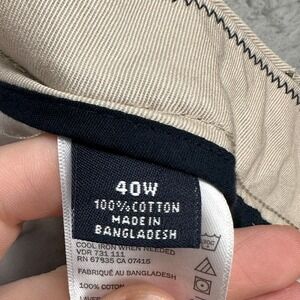 40W
100% COTTON
MADE IN
BANGLADESH
COOL IRON WHEN NEEDED
VDR 731 111
RN 67835 CA 07415
FABRIQUÉ AU BANGLADESH
100% COTON